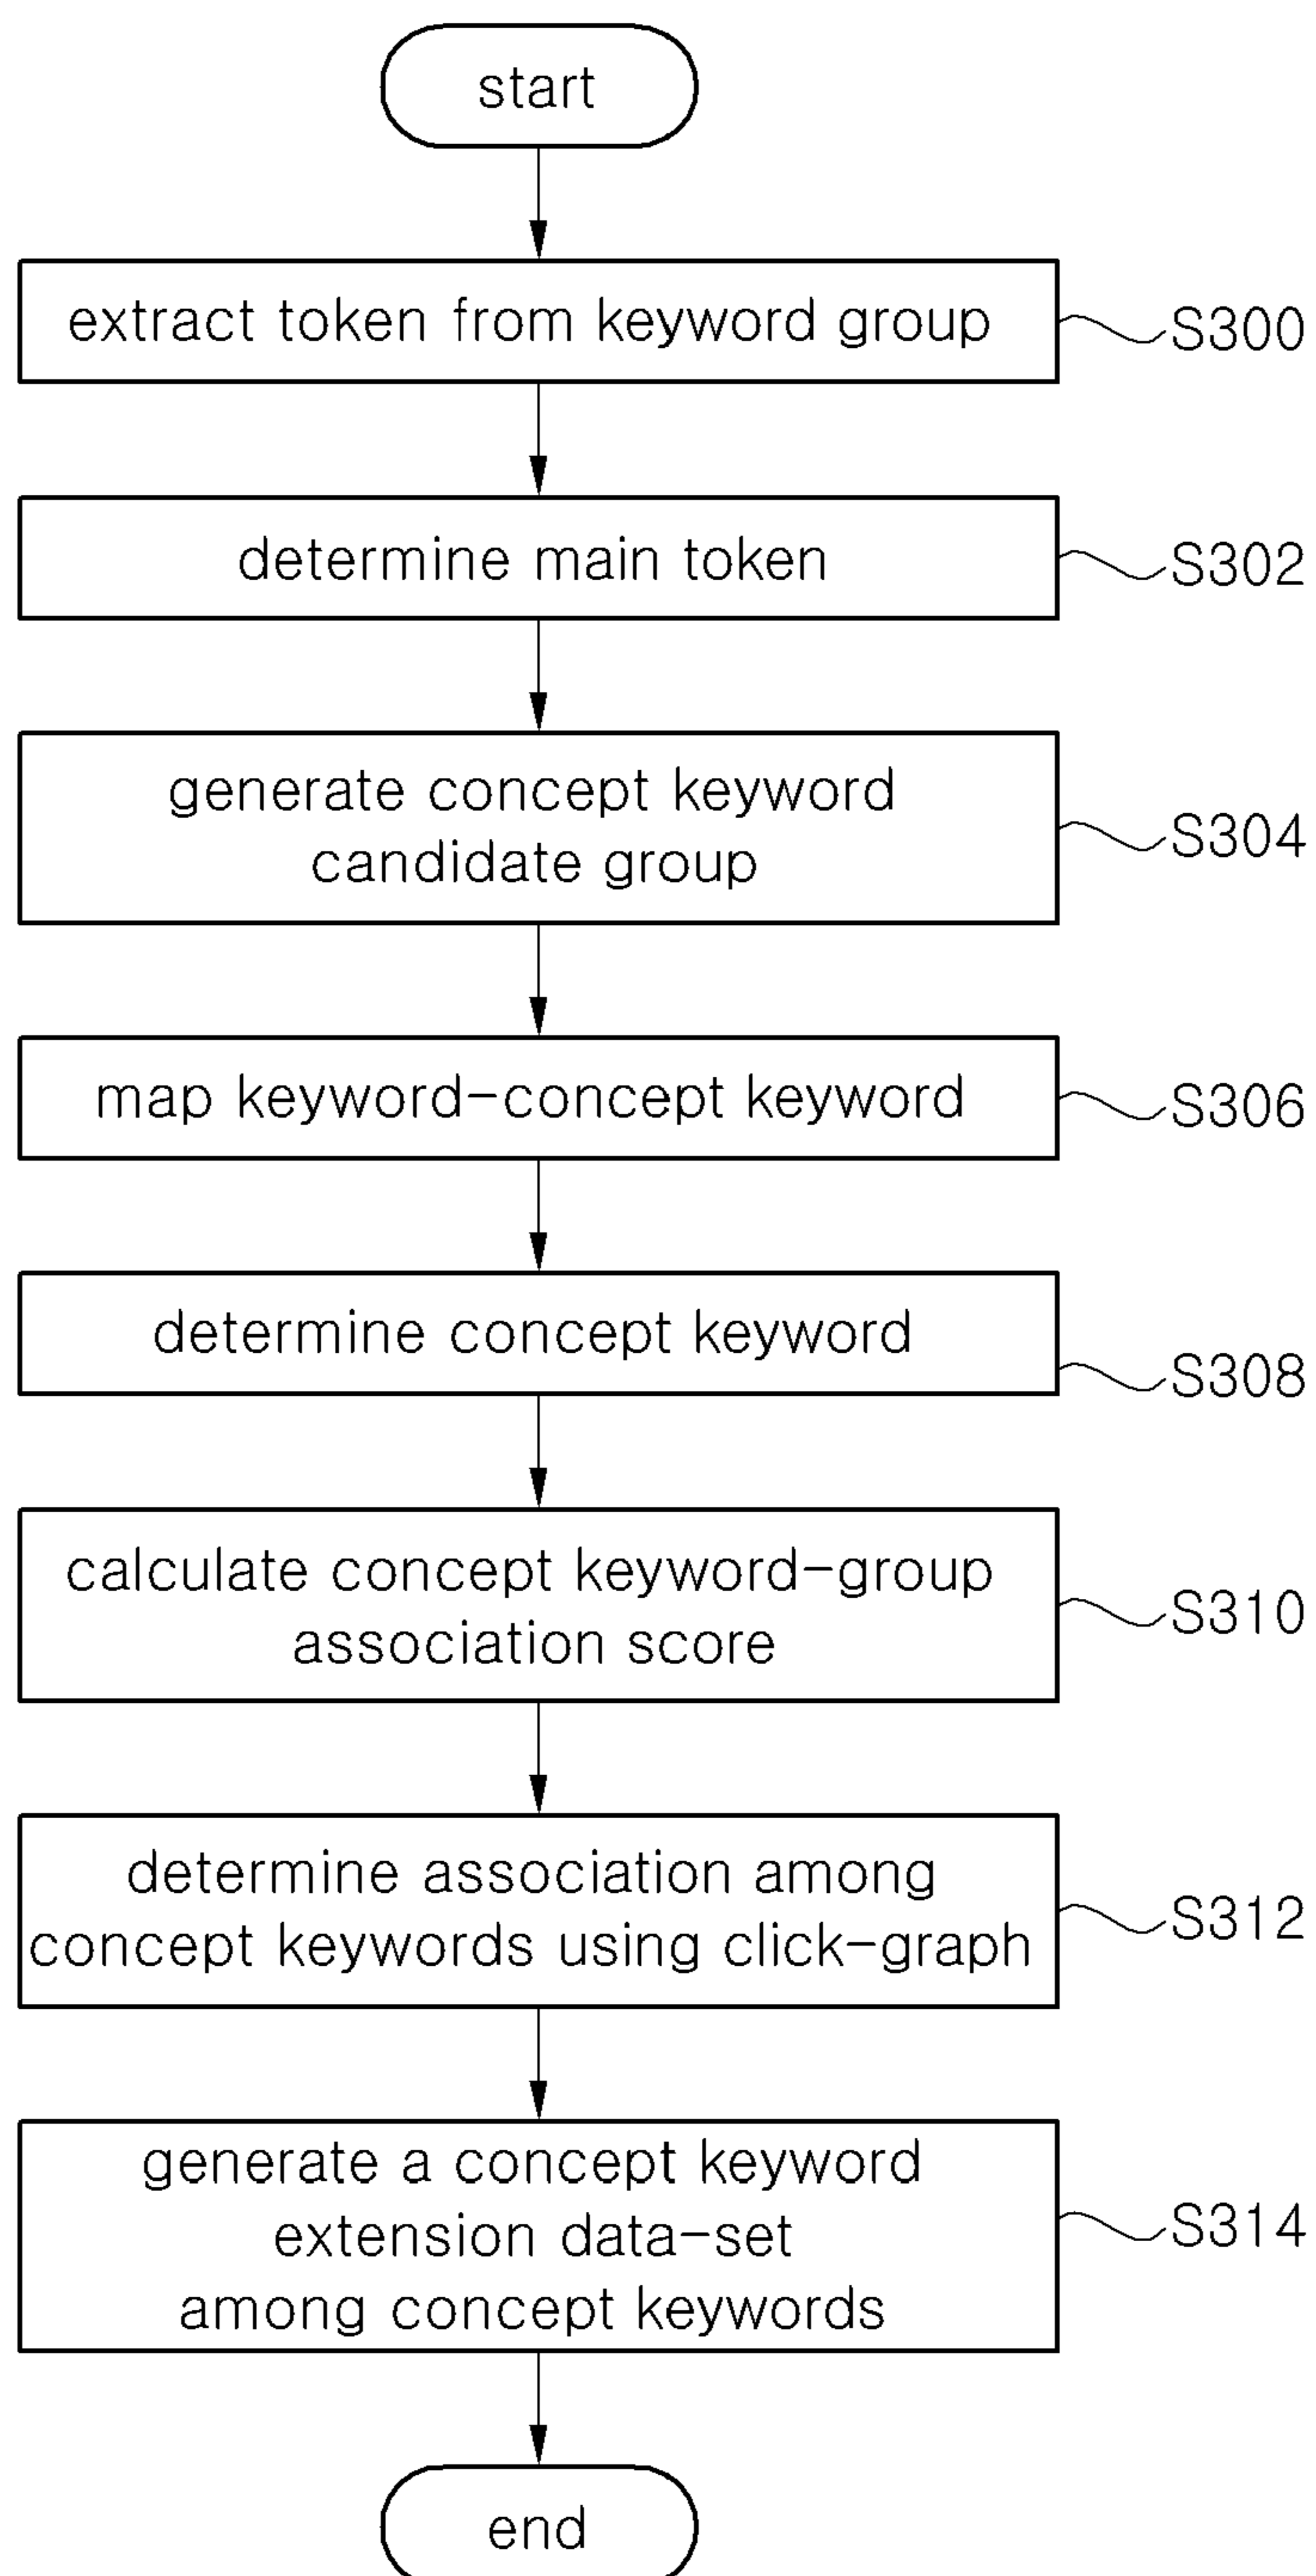 start
extract token from keyword group
S300
determine main token
S302
generate concept keyword
candidate group
S304
map keyword-concept keyword
S306
determine concept keyword
S308
calculate concept keyword-group
association score
S310
determine association among
concept keywords using click-graph
S312
generate a concept keyword
extension data-set
among concept keywords
S314
end